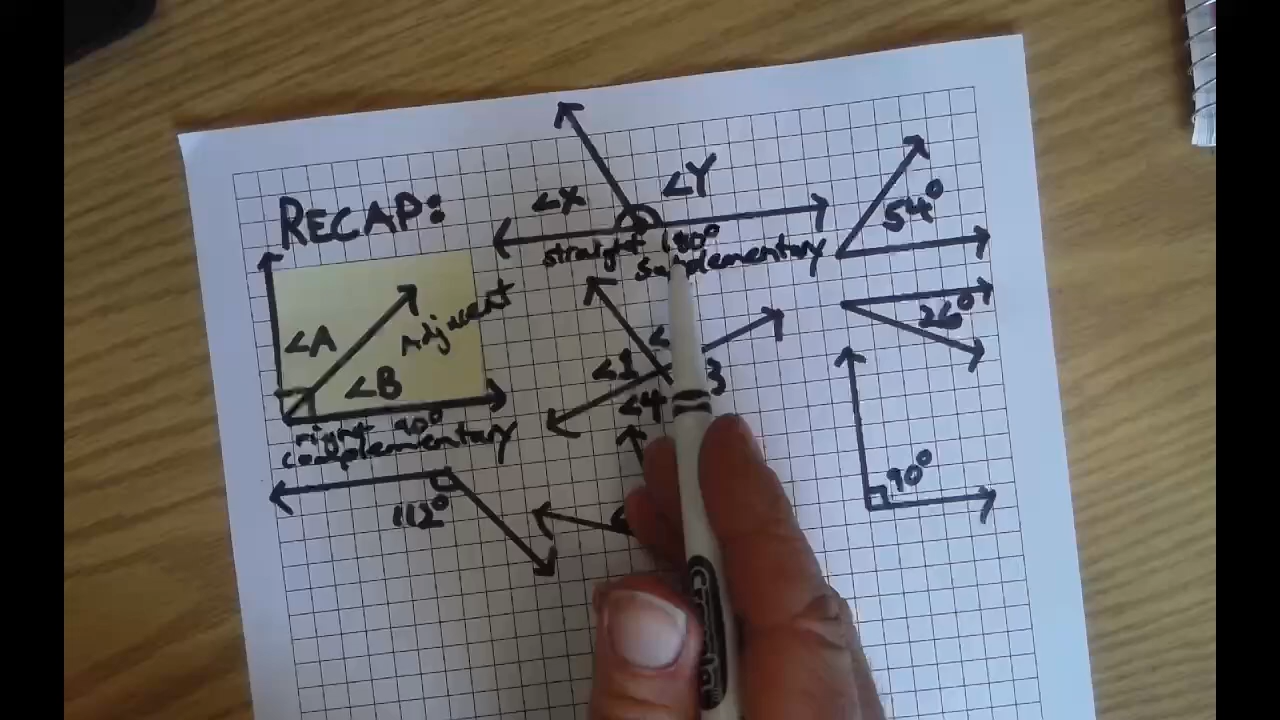 RECAP:
<X
<Y
54°
straight 180°
supplementary
<A
<B
Adjacent
right 90°
complementary
26°
<1
<
3
<4
112°
90°